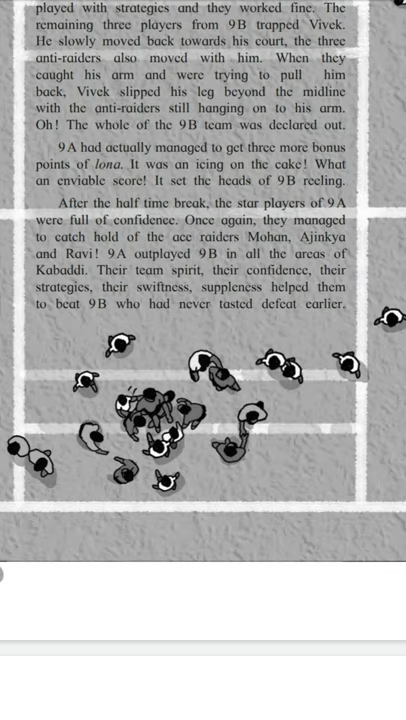 played with strategies and they worked fine. The
remaining three players from 9B trapped Vivek.
He slowly moved back towards his court, the three
anti-raiders also moved with him. When they
caught his arm and were trying to pull him
back, Vivek slipped his leg beyond the midline
with the anti-raiders still hanging on to his arm.
Oh! The whole of the 9B team was declared out.
9A had actually managed to get three more bonus
points of lona. It was an icing on the cake! What
an enviable score! It set the heads of 9B reeling.
After the half time break, the star players of 9A
were full of confidence. Once again, they managed
to catch hold of the ace raiders Mohan, Ajinkya
and Ravi! 9A outplayed 9B in all the areas of
Kabaddi. Their team spirit, their confidence, their
strategies, their swiftness, suppleness helped them
to beat 9B who had never tasted defeat earlier.